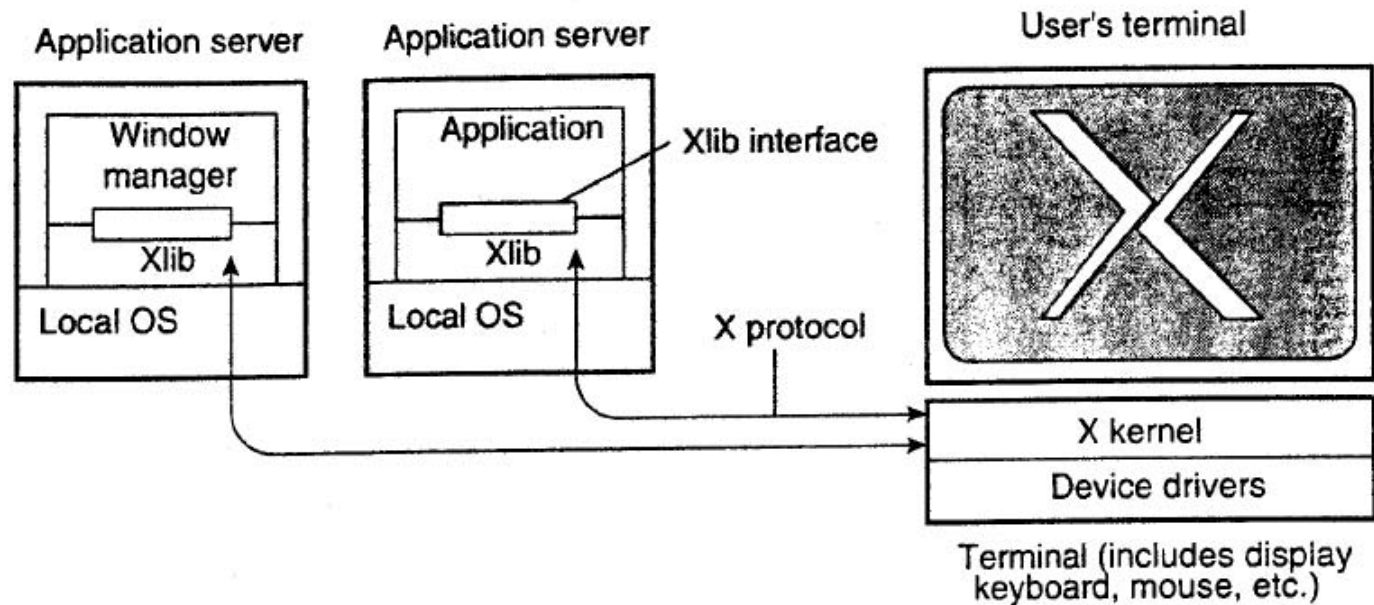 Application server
Application server
User's terminal
Window
manager
Xlib
Local OS
Application
Xlib
Local OS
Xlib interface
X protocol
X
X kernel
Device drivers
Terminal (includes display
keyboard, mouse, etc.)